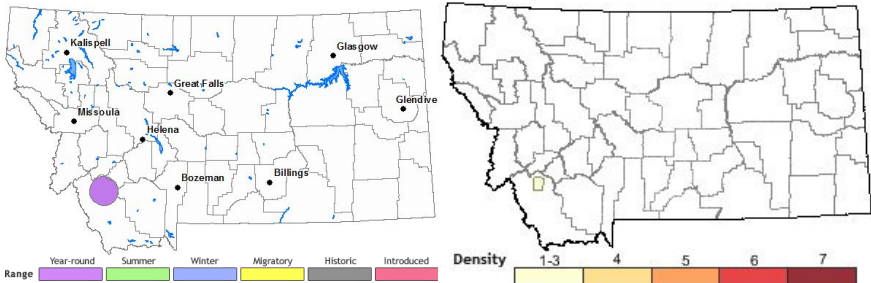 Kalispell
Glasgow
Great Falls
Glendive
Missoula
Helena
Bozeman
Billings
Year-round Summer Winter Migratory Historic Introduced
Range
Density 1-3 4 5 6 7